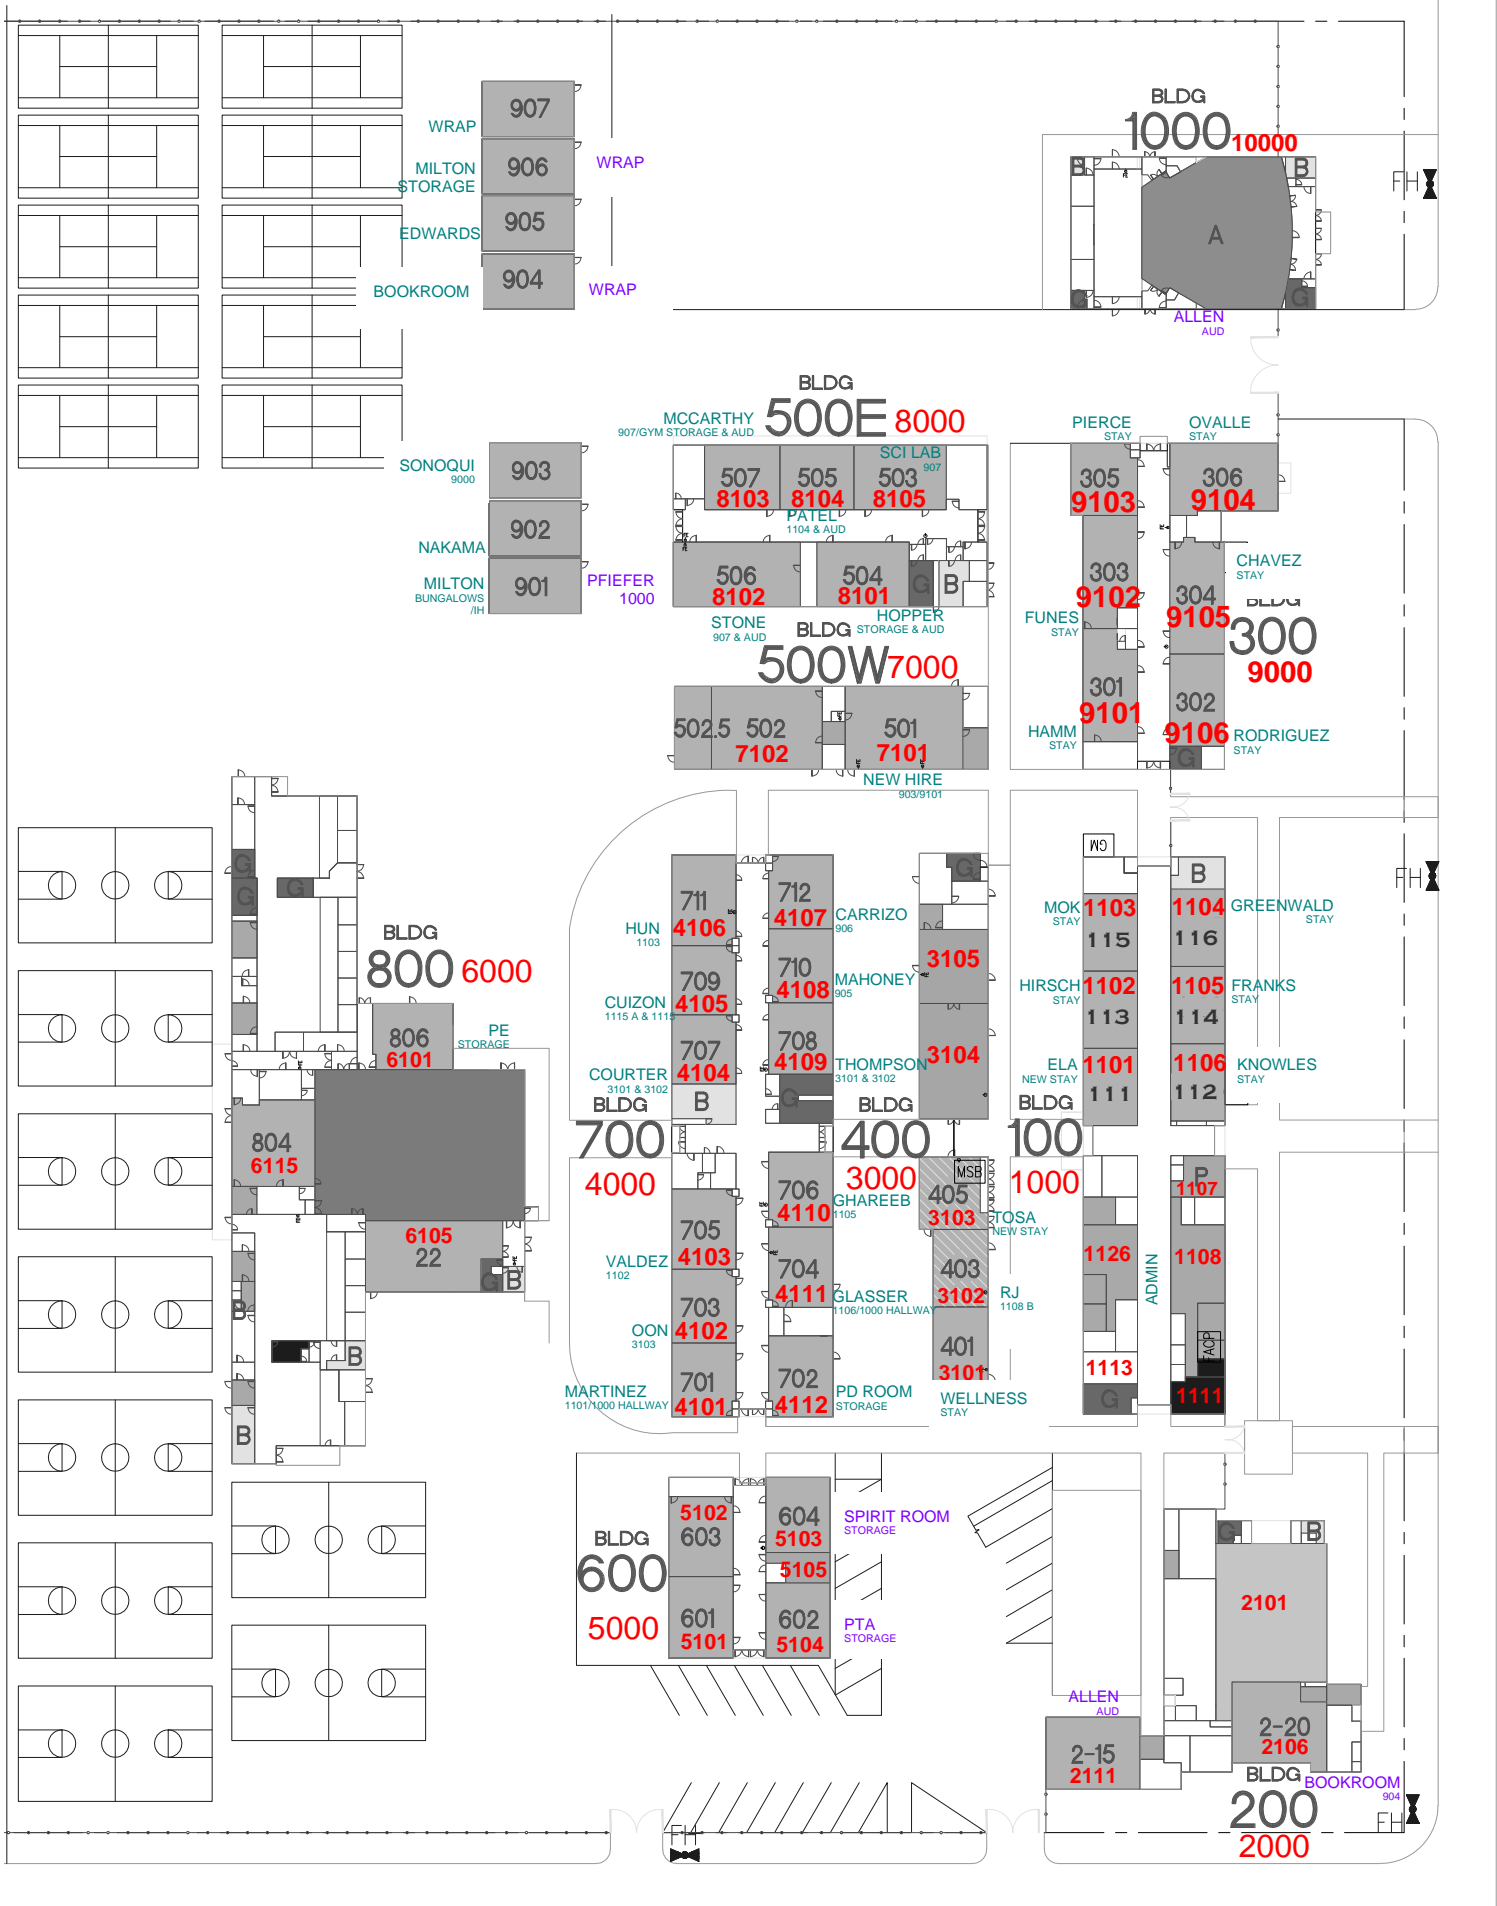 907
WRAP
906
WRAP
MILTON
STORAGE
905
EDWARDS
904
BOOKROOM
WRAP
BLDG
1000 10000
B
B
A
G
G
ALLEN
AUD
FH
SONOQUI
9000
903
902
NAKAMA
MILTON
BUNGALOWS
/IH
901
PFIEFER
1000
BLDG
500E 8000
MCCARTHY
907/GYM STORAGE & AUD
SCI LAB
907
507
8103
505
8104
503
8105
PATEL
1104 & AUD
506
8102
504
8101
G
B
STONE
907 & AUD
HOPPER
STORAGE & AUD
BLDG
500W 7000
502.5
502
7102
501
7101
NEW HIRE
903/9101
PIERCE
STAY
OVALLE
STAY
305
9103
306
9104
303
9102
304
9105
CHAVEZ
STAY
BLDG
300
9000
FUNES
STAY
301
9101
302
9106
HAMM
STAY
RODRIGUEZ
STAY
G
G
G
G
BLDG
800 6000
806
6101
PE
STORAGE
804
6115
6105
22
G
B
B
B
B
711
4106
HUN
1103
712
4107
CARRIZO
906
709
4105
CUIZON
1115 A & 1115
710
4108
MAHONEY
905
707
4104
COURTER
3101 & 3102
708
4109
THOMPSON
3101 & 3102
B
G
BLDG
700
4000
705
4103
VALDEZ
1102
706
4110
GHAREEB
1105
703
4102
OON
3103
704
4111
GLASSER
1106/1000 HALLWAY
701
4101
MARTINEZ
1101/1000 HALLWAY
702
4112
PD ROOM
STORAGE
G
3105
3104
BLDG
400
3000
MSB
405
3103
TOSA
NEW STAY
403
3102
RJ
1108 B
401
3101
WELLNESS
STAY
GM
B
MOK
STAY
1103
115
1104
116
GREENWALD
STAY
HIRSCH
STAY
1102
113
1105
114
FRANKS
STAY
ELA
NEW STAY
1101
111
1106
112
KNOWLES
STAY
BLDG
100
1000
P
1107
1126
1108
ADMIN
FACP
1113
G
1111
FH
BLDG
600
5000
5102
603
604
5103
SPIRIT ROOM
STORAGE
5105
601
5101
602
5104
PTA
STORAGE
G
B
2101
ALLEN
AUD
2-15
2111
2-20
2106
BLDG
200
2000
BOOKROOM
904
FH
FH